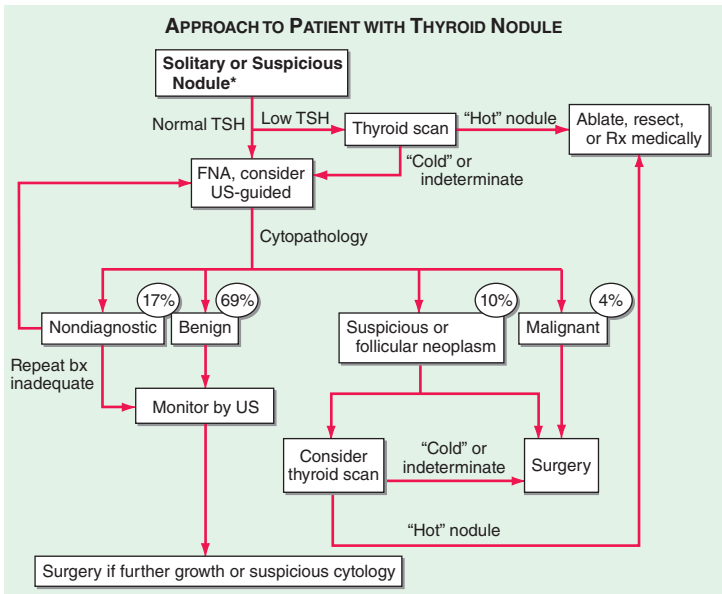 APPROACH TO PATIENT WITH THYROID NODULE
Solitary or Suspicious
Nodule*
Normal TSH
Low TSH
Thyroid scan
“Hot” nodule
Ablate, resect,
or Rx medically
“Cold” or
indeterminate
FNA, consider
US-guided
Cytopathology
17%
Nondiagnostic
69%
Benign
10%
Suspicious or
follicular neoplasm
4%
Malignant
Repeat bx
inadequate
Monitor by US
Consider
thyroid scan
“Cold” or
indeterminate
Surgery
“Hot” nodule
Surgery if further growth or suspicious cytology